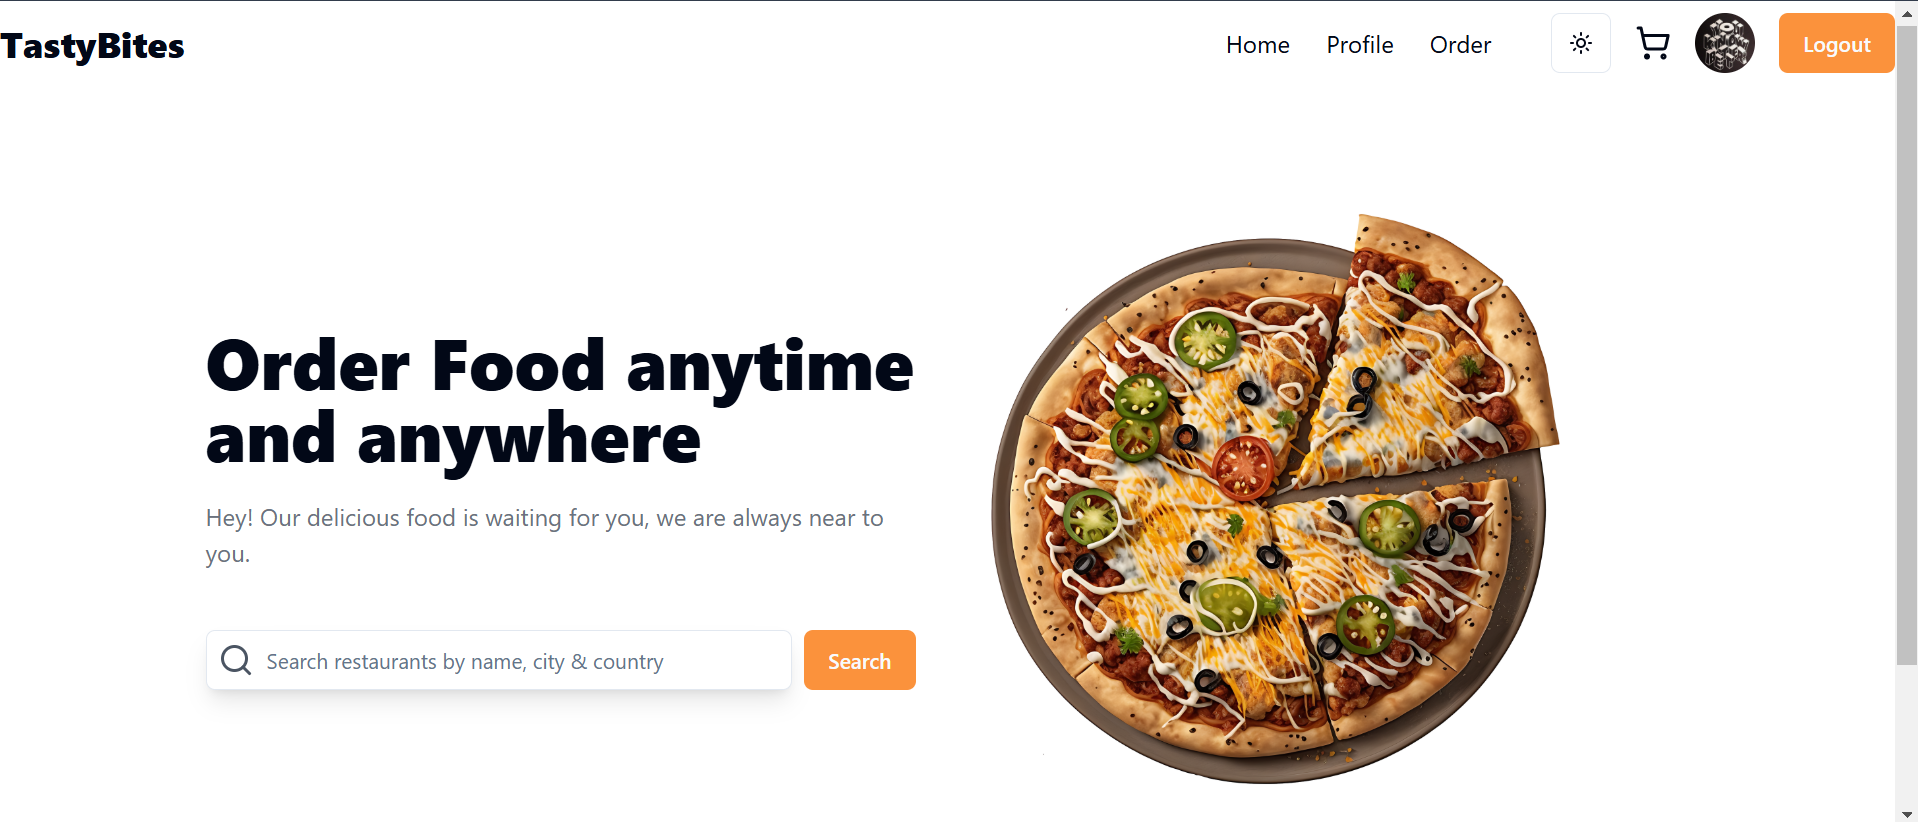 TastyBites
Home
Profile
Order
Logout
Order Food anytime
and anywhere
Hey! Our delicious food is waiting for you, we are always near to
you.
Search restaurants by name, city & country
Search